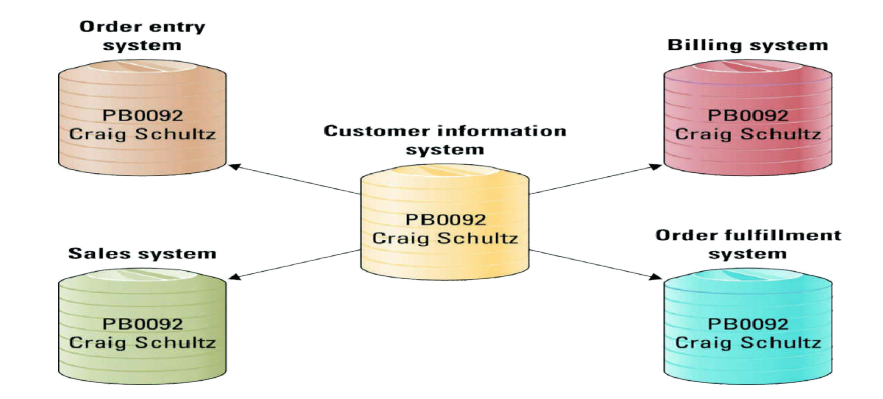 Order entry
system
PB0092
Craig Schultz
Billing system
PB0092
Craig Schultz
Customer information
system
PB0092
Craig Schultz
Sales system
PB0092
Craig Schultz
Order fulfillment
system
PB0092
Craig Schultz